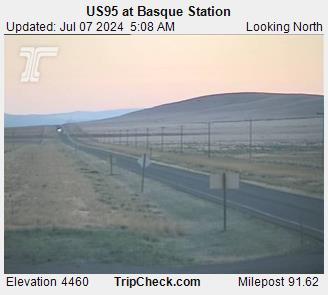 US95 at Basque Station
Updated: Jul 07 2024 5:08 AM Looking North
Elevation 4460 TripCheck.com Milepost 91.62